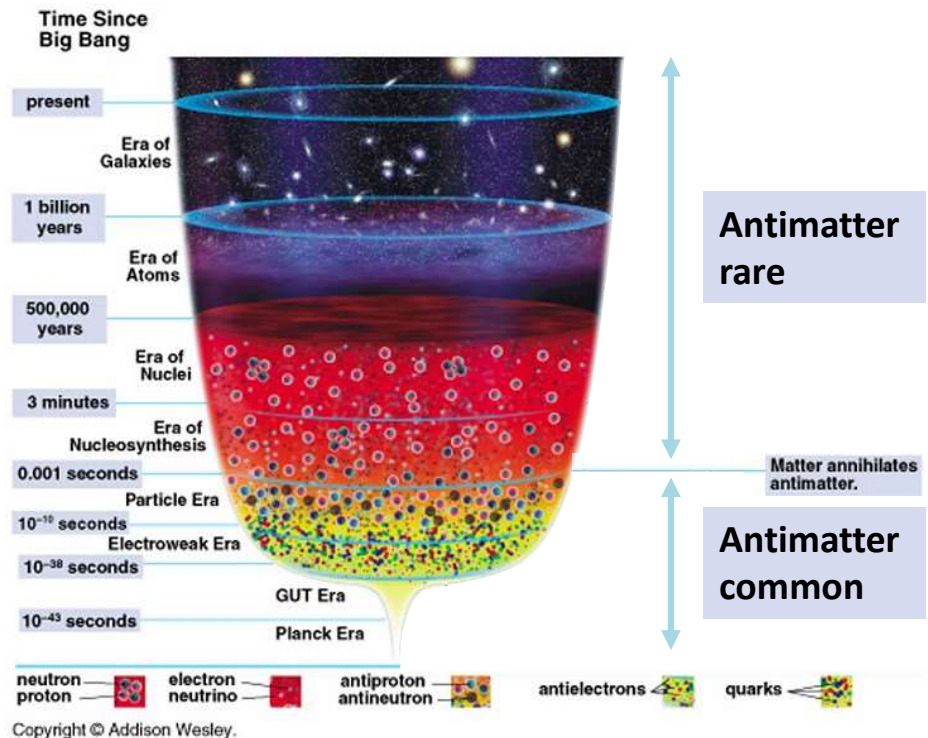 Time Since
Big Bang
present
Era of
Galaxies
1 billion
years
Era of
Atoms
500,000
years
Era of
Nuclei
3 minutes
Era of
Nucleosynthesis
0.001 seconds
Particle Era
10⁻¹⁰ seconds
Electroweak Era
10⁻³⁸ seconds
GUT Era
10⁻⁴³ seconds
Planck Era
Antimatter
rare
Matter annihilates
antimatter.
Antimatter
common
neutron
proton
electron
neutrino
antiproton
antineutron
antielectrons
quarks
Copyright © Addison Wesley.